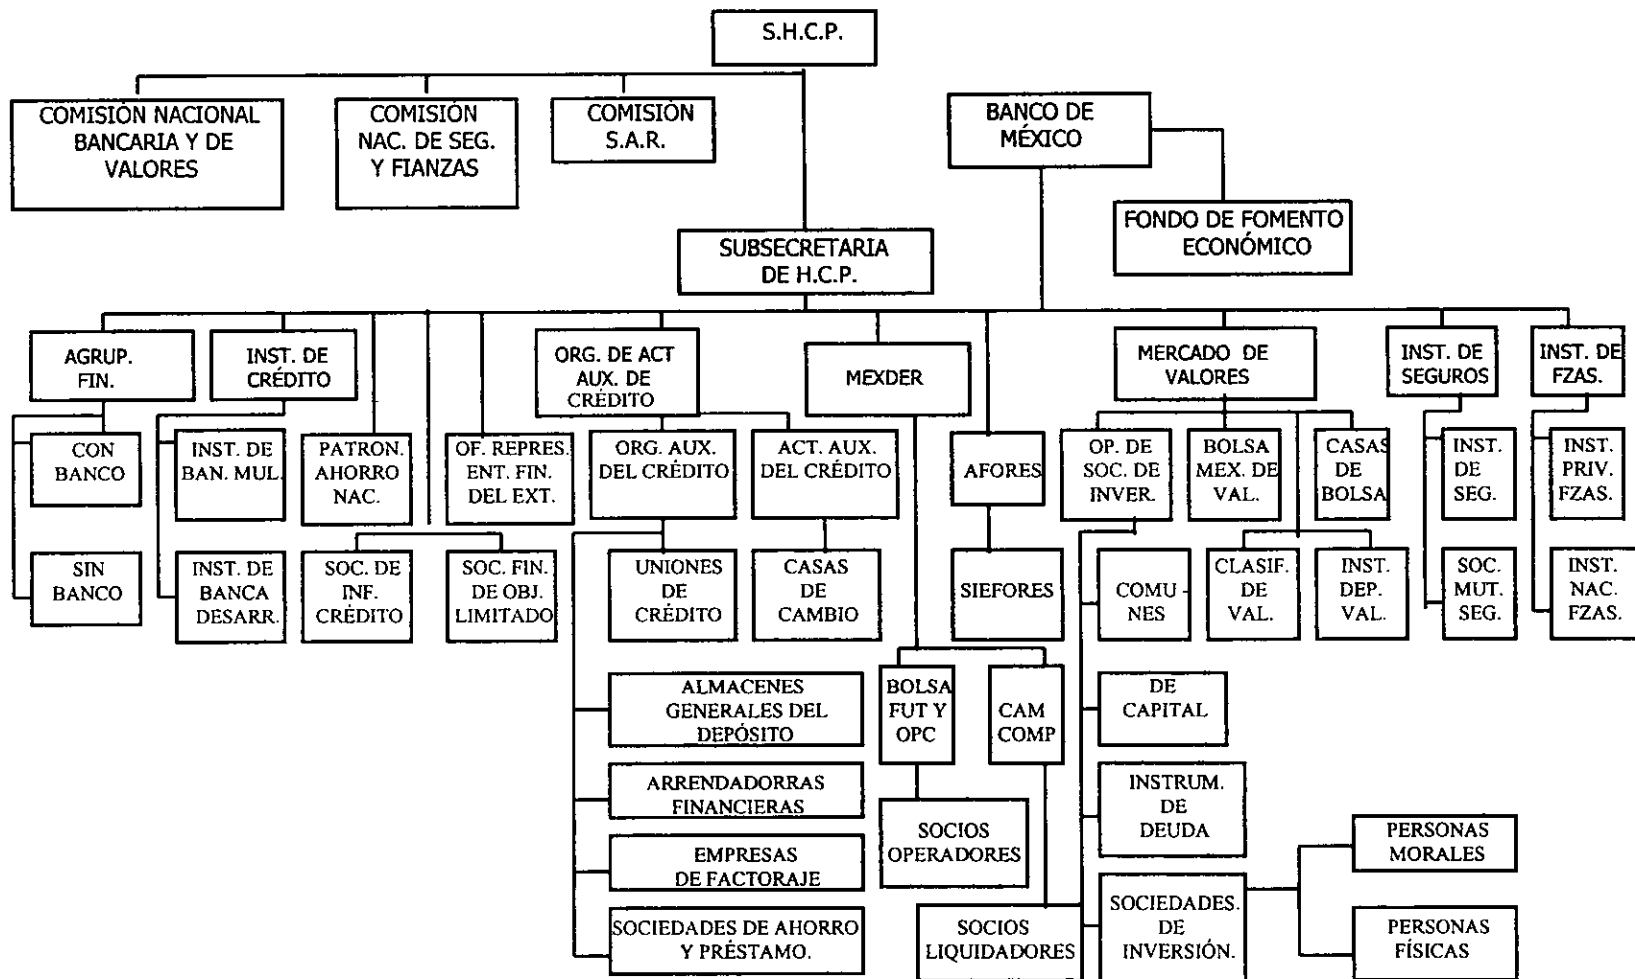 S.H.C.P.
COMISIÓN NACIONAL
BANCARIA Y DE
VALORES
COMISIÓN
NAC. DE SEG.
Y FIANZAS
COMISIÓN
S.A.R.
BANCO DE
MÉXICO
FONDO DE FOMENTO
ECONÓMICO
SUBSECRETARIA
DE H.C.P.
AGRUP.
FIN.
INST. DE
CRÉDITO
ORG. DE ACT
AUX. DE
CRÉDITO
MEXDER
MERCADO DE
VALORES
INST. DE
SEGUROS
INST. DE
FZAS.
CON
BANCO
INST. DE
BAN. MUL.
PATRON.
AHORRO
NAC.
OF. REPRES.
ENT. FIN.
DEL EXT.
ORG. AUX.
DEL CRÉDITO
ACT. AUX.
DEL CRÉDITO
AFORES
OP. DE
SOC. DE
INVER.
BOLSA
MEX. DE
VAL.
CASAS
DE
BOLSA
INST.
DE
SEG.
INST.
PRIV.
FZAS.
SIN
BANCO
INST. DE
BANCA
DESARR.
SOC. DE
INF.
CRÉDITO
SOC. FIN.
DE OBJ.
LIMITADO
UNIONES
DE
CRÉDITO
CASAS
DE
CAMBIO
SIEFORES
COMU -
NES
CLASIF.
DE
VAL.
INST.
DEP.
VAL.
SOC.
MUT.
SEG.
INST.
NAC.
FZAS.
ALMACENES
GENERALES DEL
DEPÓSITO
BOLSA
FUT Y
OPC
CAM
COMP
DE
CAPITAL
ARRENDADORRAS
FINANCIERAS
INSTRUM.
DE
DEUDA
SOCIOS
OPERADORES
EMPRESAS
DE FACTORAJE
PERSONAS
MORALES
SOCIEDADES DE AHORRO
Y PRÉSTAMO.
SOCIOS
LIQUIDADORES
SOCIEDADES.
DE
INVERSIÓN.
PERSONAS
FÍSICAS